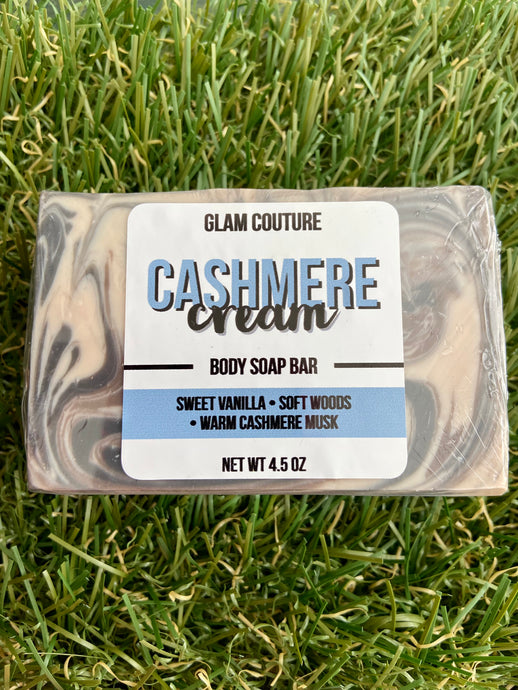 GLAM COUTURE
CASHMERE
cream
BODY SOAP BAR
SWEET VANILLA • SOFT WOODS
• WARM CASHMERE MUSK
NET WT 4.5 OZ